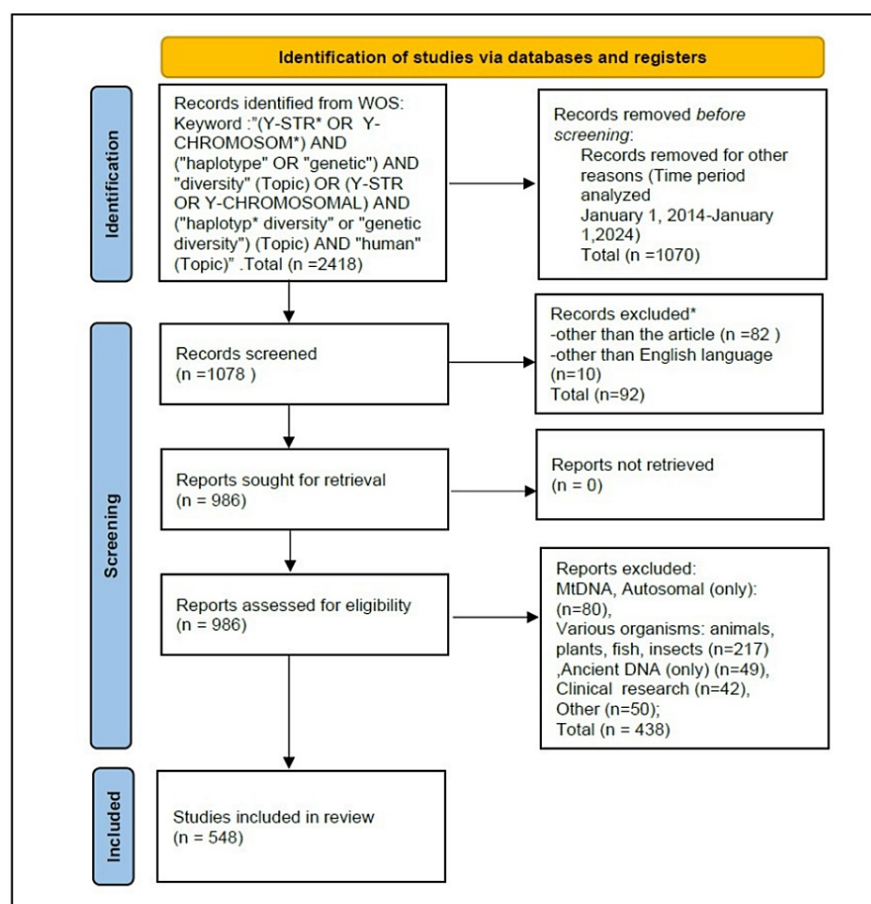 Identification of studies via databases and registers
Identification
Records identified from WOS:
Keyword :"(Y-STR* OR Y-
CHROMOSOM*) AND
("haplotype" OR "genetic") AND
"diversity" (Topic) OR (Y-STR
OR Y-CHROMOSOMAL) AND
("haplotyp* diversity" or "genetic
diversity") (Topic) AND "human"
(Topic)" .Total (n =2418)
Records removed before
screening:
Records removed for other
reasons (Time period
analyzed
January 1, 2014-January
1,2024)
Total (n =1070)
Screening
Records screened
(n =1078 )
Records excluded*
-other than the article (n =82 )
-other than English language
(n=10)
Total (n=92)
Reports sought for retrieval
(n = 986)
Reports not retrieved
(n = 0)
Reports assessed for eligibility
(n = 986)
Reports excluded:
MtDNA, Autosomal (only):
(n=80),
Various organisms: animals,
plants, fish, insects (n=217)
,Ancient DNA (only) (n=49),
Clinical research (n=42),
Other (n=50);
Total (n = 438)
Included
Studies included in review
(n = 548)